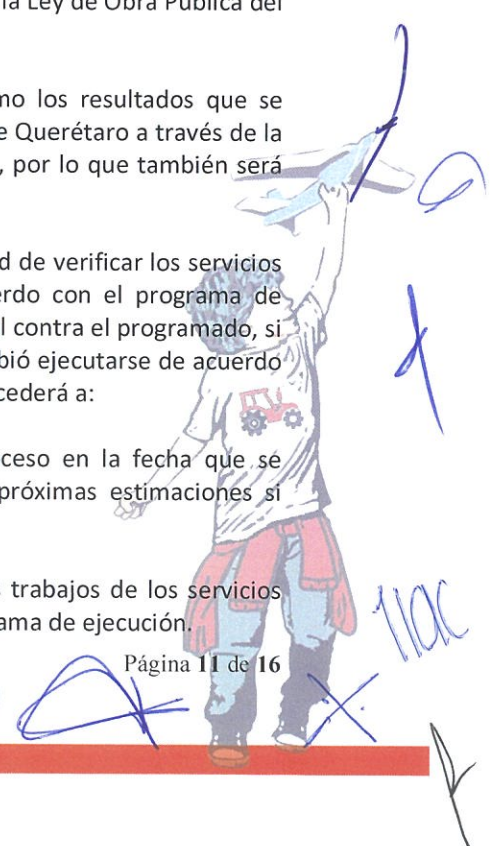 la Ley de Obra Pública del
mo los resultados que se
e Querétaro a través de la
, por lo que también será
d de verificar los servicios
erdo con el programa de
l contra el programado, si
bió ejecutarse de acuerdo
cederá a:
ceso en la fecha que se
próximas estimaciones si
s trabajos de los servicios
ama de ejecución.
Página 11 de 16